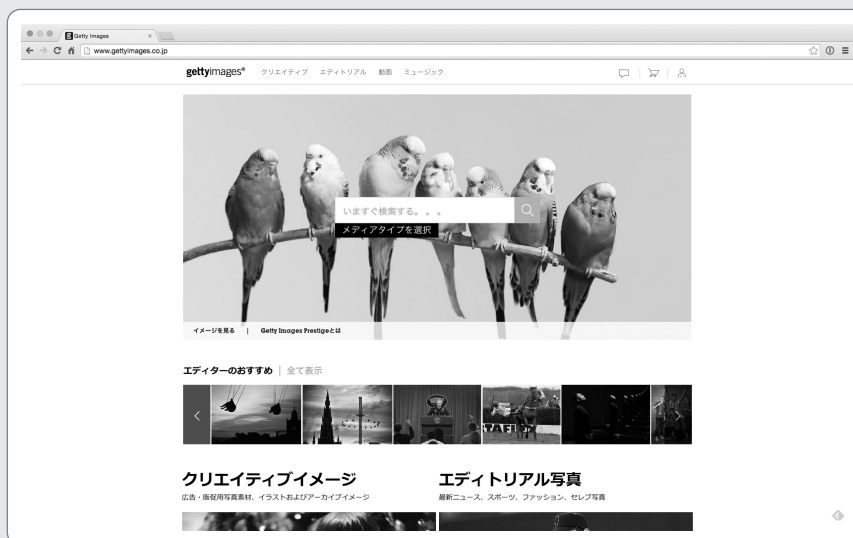 Getty Images
www.gettyimages.co.jp
gettyimages® クリエイティブ エディトリアル 動画 ミュージック
いますぐ検索する。。。
メディアタイプを選択
イメージを見る | Getty Images Prestigeとは
エディターのおすすめ | 全て表示
TAF
クリエイティブイメージ エディトリアル写真
広告・販促用写真素材、イラストおよびアーカイブイメージ 最新ニュース、スポーツ、ファッション、セレブ写真